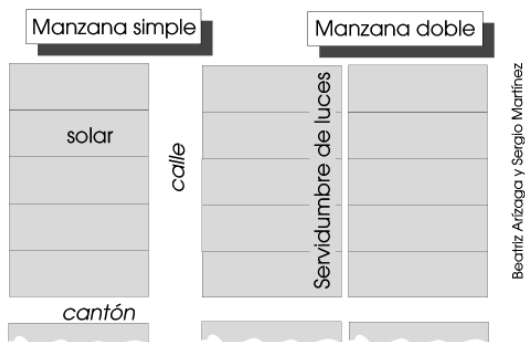 Manzana simple
Manzana doble
solar
calle
Servidumbre de luces
cantón
Beatriz Arízaga y Sergio Martínez